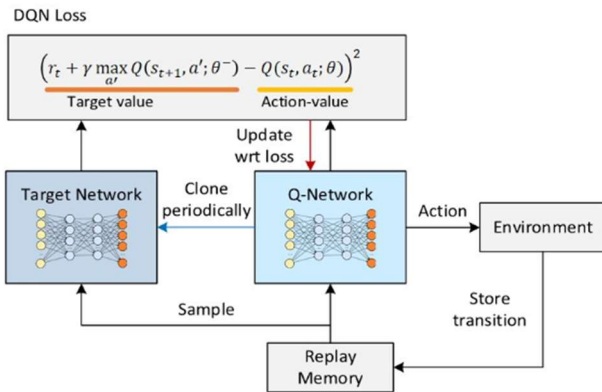 DQN Loss
(r_t + γ max_{a′} Q(s_{t+1}, a′; θ⁻) − Q(s_t, a_t; θ))²
Target value
Action-value
Update
wrt loss
Target Network
Clone
periodically
Q-Network
Action
Environment
Sample
Store
transition
Replay
Memory